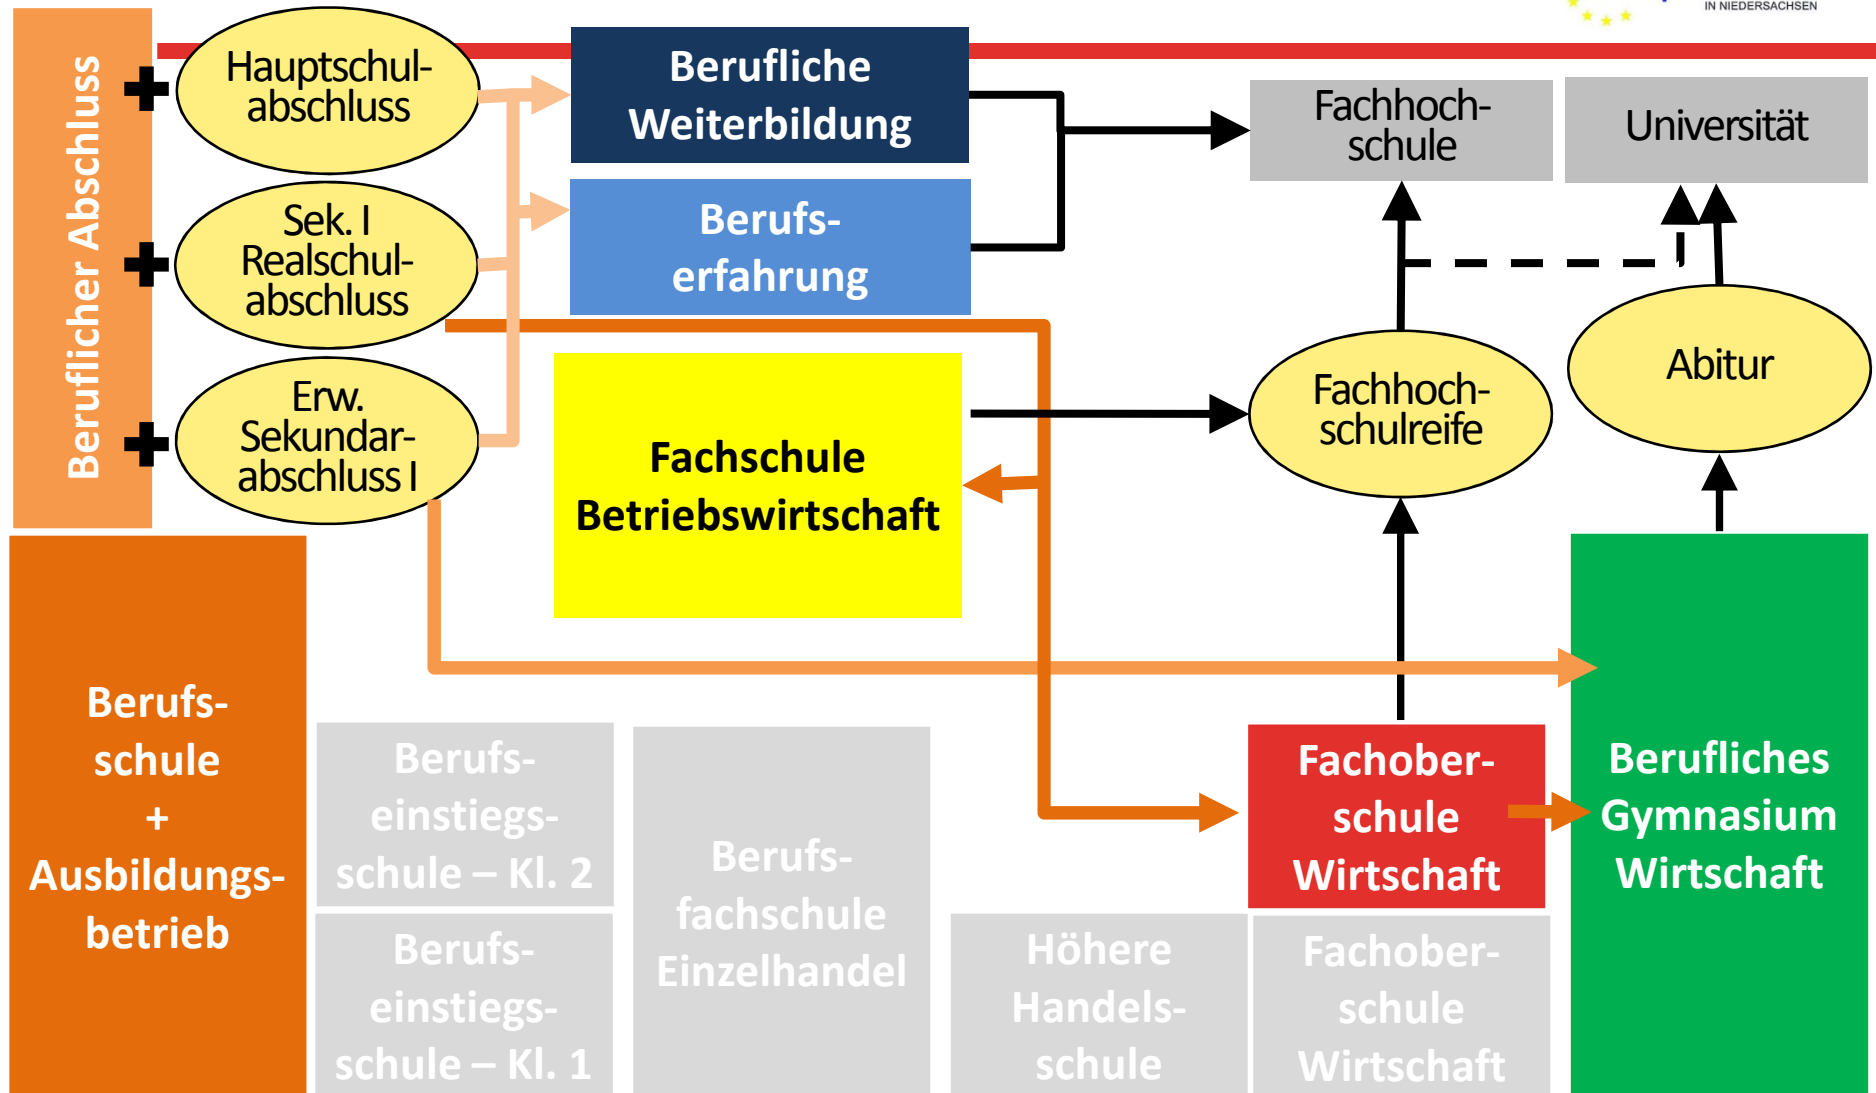 IN NIEDERSACHSEN
Beruflicher Abschluss
Hauptschul-
abschluss
Sek. I
Realschul-
abschluss
Erw.
Sekundar-
abschluss I
Berufliche
Weiterbildung
Berufs-
erfahrung
Fachhoch-
schule
Universität
Fachschule
Betriebswirtschaft
Fachhoch-
schulreife
Abitur
Berufs-
schule
+
Ausbildungs-
betrieb
Berufs-
einstiegs-
schule – Kl. 2
Berufs-
einstiegs-
schule – Kl. 1
Berufs-
fachschule
Einzelhandel
Höhere
Handels-
schule
Fachober-
schule
Wirtschaft
Fachober-
schule
Wirtschaft
Berufliches
Gymnasium
Wirtschaft